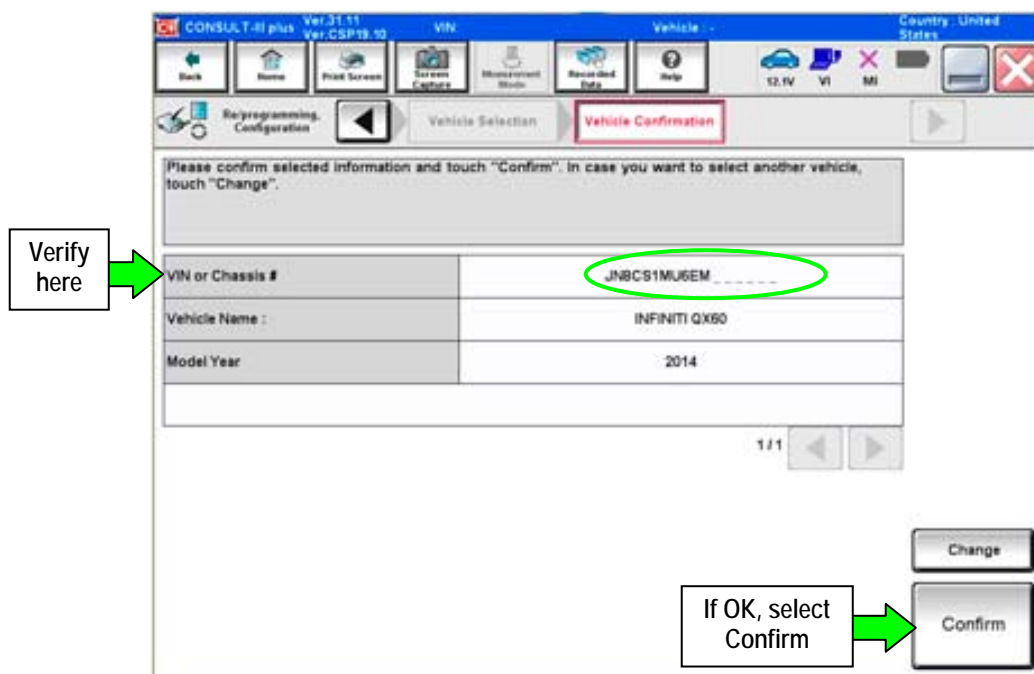 CONSULT-III plus Ver.31.11 VIN: Vehicle : - Country : United
Ver.CSP19.10 States
Back Home Print Screen Screen Measurement Recorded Help 12.1V VI MI
Capture Mode Data
Re/programming, Vehicle Selection Vehicle Confirmation
Configuration
Please confirm selected information and touch "Confirm". In case you want to select another vehicle,
touch "Change".
Verify
here
VIN or Chassis # JN8CS1MU6EM _ _ _ _ _ _
Vehicle Name : INFINITI QX60
Model Year 2014
1/1
Change
If OK, select
Confirm
Confirm